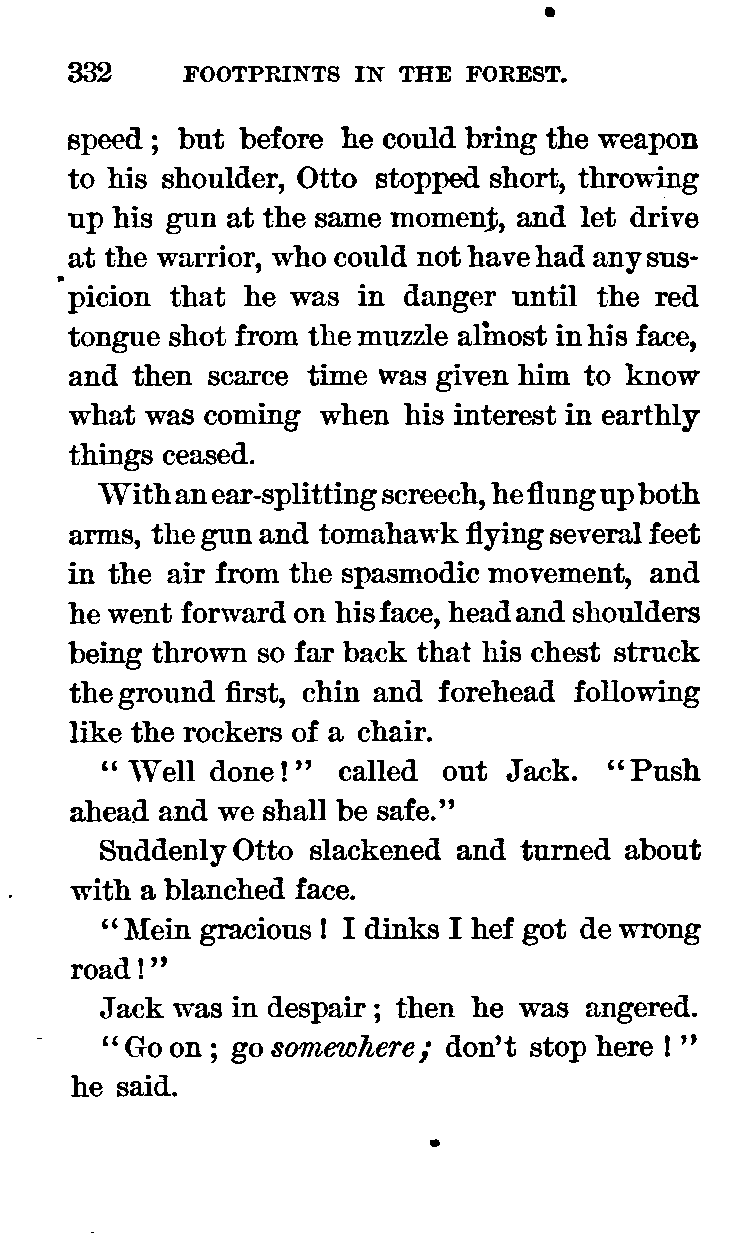 332 FOOTPRINTS IN THE FOREST.
speed ; but before he could bring the weapon
to his shoulder, Otto stopped short, throwing
up his gun at the same moment, and let drive
at the warrior, who could not have had any sus-
picion that he was in danger until the red
tongue shot from the muzzle almost in his face,
and then scarce time was given him to know
what was coming when his interest in earthly
things ceased.
With an ear-splitting screech, he flung up both
arms, the gun and tomahawk flying several feet
in the air from the spasmodic movement, and
he went forward on his face, head and shoulders
being thrown so far back that his chest struck
the ground first, chin and forehead following
like the rockers of a chair.
" Well done ! " called out Jack. " Push
ahead and we shall be safe."
Suddenly Otto slackened and turned about
with a blanched face.
" Mein gracious ! I dinks I hef got de wrong
road ! "
Jack was in despair ; then he was angered.
" Go on ; go somewhere ; don't stop here ! "
he said.